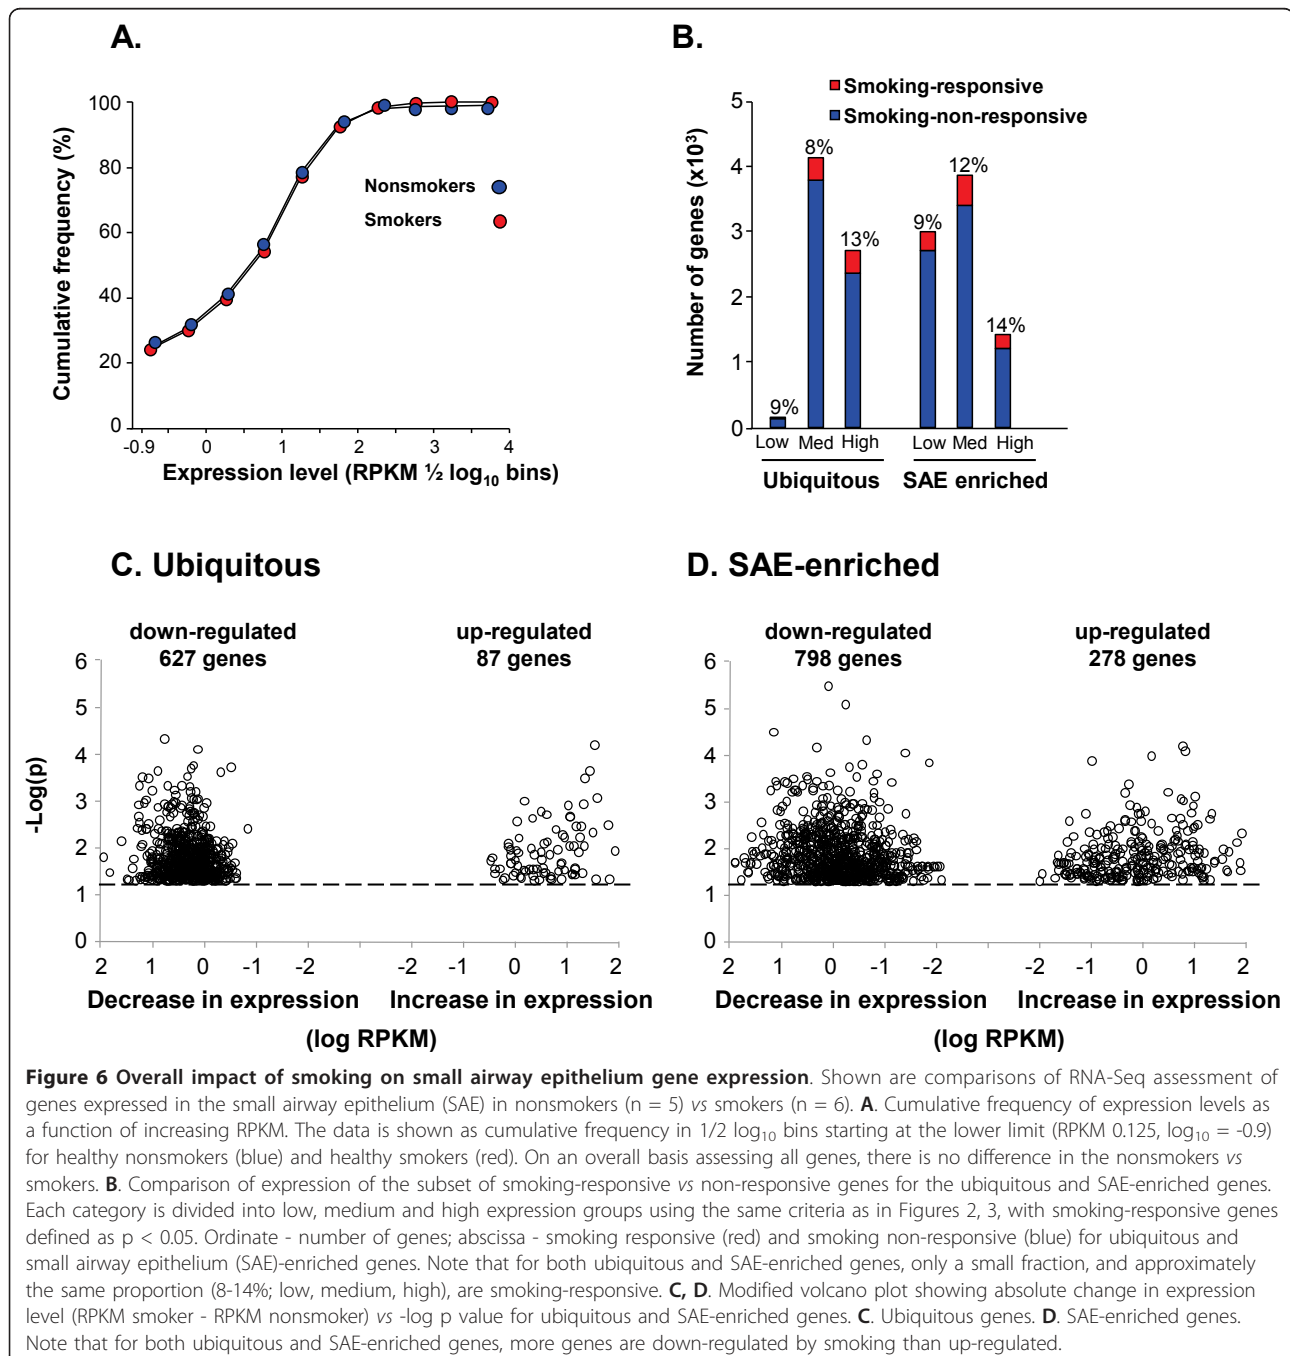 A.
100
80
60
40
20
0
-0.9
0
1
2
3
4
Cumulative frequency (%)
Expression level (RPKM ½ log10 bins)
Nonsmokers
Smokers
B.
Smoking-responsive
Smoking-non-responsive
5
4
3
2
1
0
Number of genes (x10³)
9%
8%
13%
9%
12%
14%
Low Med High
Low Med High
Ubiquitous
SAE enriched
C. Ubiquitous
down-regulated
627 genes
up-regulated
87 genes
6
5
4
3
2
1
0
-Log(p)
2 1 0 -1 -2
-2 -1 0 1 2
Decrease in expression
Increase in expression
(log RPKM)
D. SAE-enriched
down-regulated
798 genes
up-regulated
278 genes
6
5
4
3
2
1
0
2 1 0 -1 -2
-2 -1 0 1 2
Decrease in expression
Increase in expression
(log RPKM)
Figure 6 Overall impact of smoking on small airway epithelium gene expression. Shown are comparisons of RNA-Seq assessment of
genes expressed in the small airway epithelium (SAE) in nonsmokers (n = 5) vs smokers (n = 6). A. Cumulative frequency of expression levels as
a function of increasing RPKM. The data is shown as cumulative frequency in 1/2 log10 bins starting at the lower limit (RPKM 0.125, log10 = -0.9)
for healthy nonsmokers (blue) and healthy smokers (red). On an overall basis assessing all genes, there is no difference in the nonsmokers vs
smokers. B. Comparison of expression of the subset of smoking-responsive vs non-responsive genes for the ubiquitous and SAE-enriched genes.
Each category is divided into low, medium and high expression groups using the same criteria as in Figures 2, 3, with smoking-responsive genes
defined as p < 0.05. Ordinate - number of genes; abscissa - smoking responsive (red) and smoking non-responsive (blue) for ubiquitous and
small airway epithelium (SAE)-enriched genes. Note that for both ubiquitous and SAE-enriched genes, only a small fraction, and approximately
the same proportion (8-14%; low, medium, high), are smoking-responsive. C, D. Modified volcano plot showing absolute change in expression
level (RPKM smoker - RPKM nonsmoker) vs -log p value for ubiquitous and SAE-enriched genes. C. Ubiquitous genes. D. SAE-enriched genes.
Note that for both ubiquitous and SAE-enriched genes, more genes are down-regulated by smoking than up-regulated.